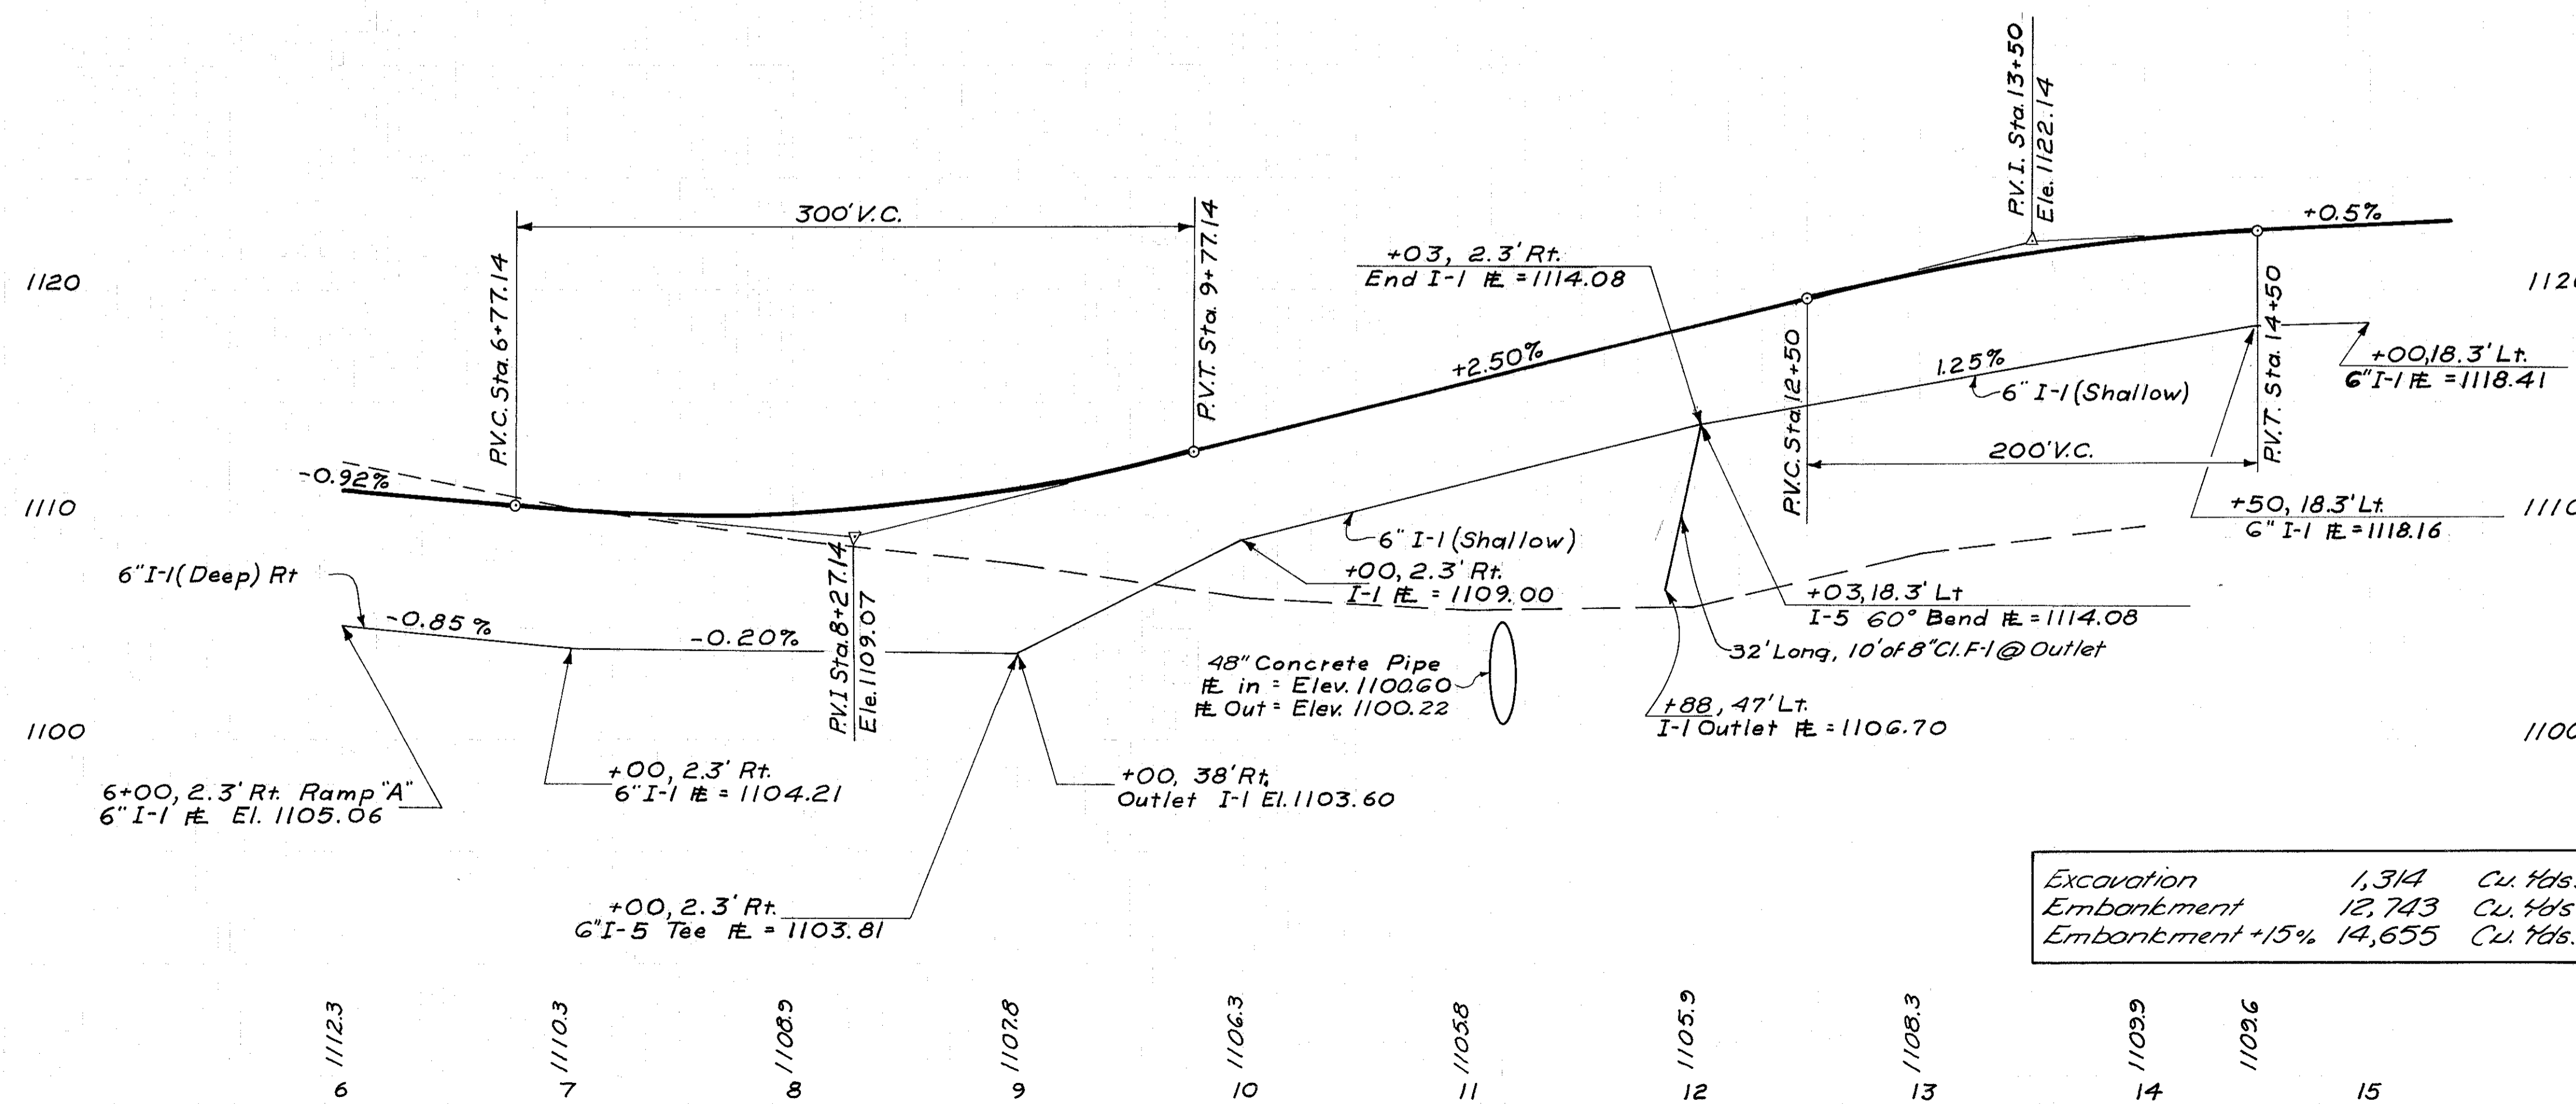 P.V.I. Sta. 13+50
Ele. 1122.14
300' V.C.
P.V.C. Sta. 6+77.14
P.V.T. Sta. 9+77.14
+0.5%
+03, 2.3' Rt.
End I-1 ₤ = 1114.08
1120
1120
P.V.C. Sta. 12+50
P.V.T. Sta. 14+50
+2.50%
1.25%
6" I-1 (Shallow)
+00, 18.3' Lt.
6" I-1 ₤ = 1118.41
200' V.C.
-0.92%
1110
1110
+50, 18.3' Lt.
6" I-1 ₤ = 1118.16
6" I-1 (Shallow)
+00, 2.3' Rt.
I-1 ₤ = 1109.00
6" I-1 (Deep) Rt
-0.85%
-0.20%
P.V.I Sta. 8+27.14
Ele. 1109.07
+03, 18.3' Lt
I-5 60° Bend ₤ = 1114.08
32' Long, 10' of 8" Cl. F-1 @ Outlet
48" Concrete Pipe
₤ in = Elev. 1100.60
₤ Out = Elev. 1100.22
+88, 47' Lt.
I-1 Outlet ₤ = 1106.70
1100
1100
6+00, 2.3' Rt. Ramp "A"
6" I-1 ₤ El. 1105.06
+00, 2.3' Rt.
6" I-1 ₤ = 1104.21
+00, 38' Rt.
Outlet I-1 El. 1103.60
+00, 2.3' Rt.
6" I-5 Tee ₤ = 1103.81
Excavation 1,314 Cu. Yds.
Embankment 12,743 Cu. Yds
Embankment +15% 14,655 Cu. Yds.
1112.3 1110.3 1108.9 1107.8 1106.3 1105.8 1105.9 1108.3 1109.9 1109.6
6 7 8 9 10 11 12 13 14 15